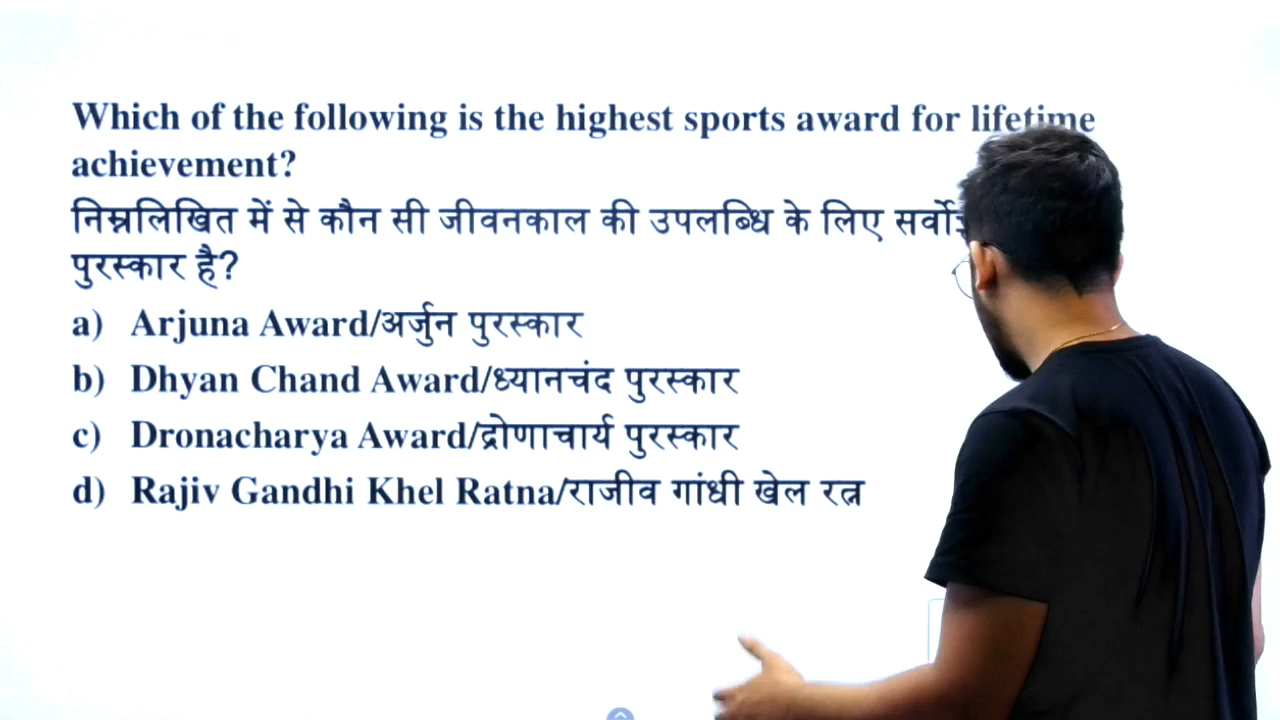 Which of the following is the highest sports award for lifetime
achievement?
निम्नलिखित में से कौन सी जीवनकाल की उपलब्धि के लिए
पुरस्कार है?
a) Arjuna Award/अर्जुन पुरस्कार
b) Dhyan Chand Award/ध्यानचंद पुरस्कार
c) Dronacharya Award/द्रोणाचार्य पुरस्कार
d) Rajiv Gandhi Khel Ratna/राजीव गांधी खेल रत्न